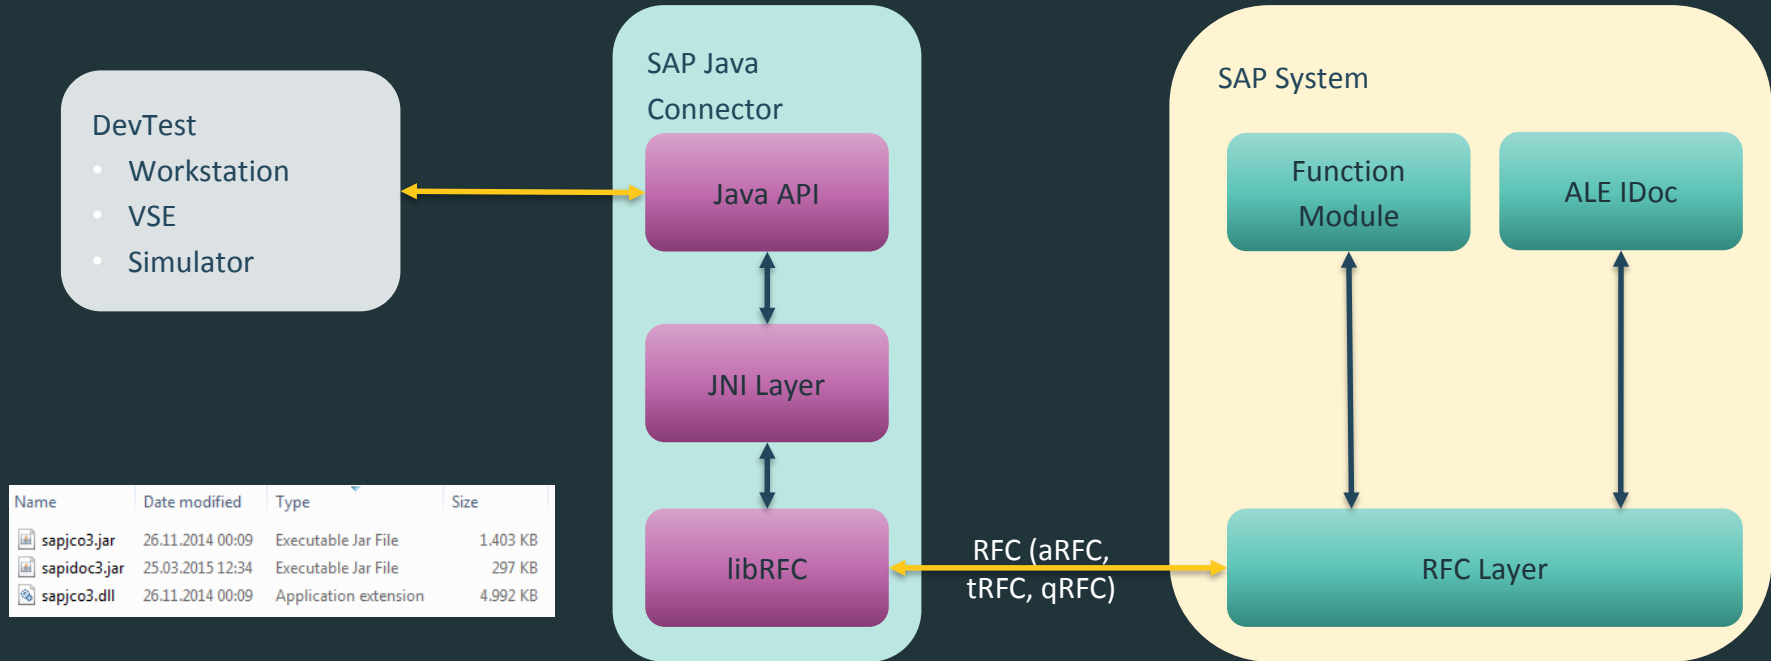 DevTest
• Workstation
• VSE
• Simulator
SAP Java
Connector
Java API
JNI Layer
libRFC
RFC (aRFC,
tRFC, qRFC)
SAP System
Function
Module
ALE IDoc
RFC Layer
Name Date modified Type Size
sapjco3.jar 26.11.2014 00:09 Executable Jar File 1.403 KB
sapidoc3.jar 25.03.2015 12:34 Executable Jar File 297 KB
sapjco3.dll 26.11.2014 00:09 Application extension 4.992 KB